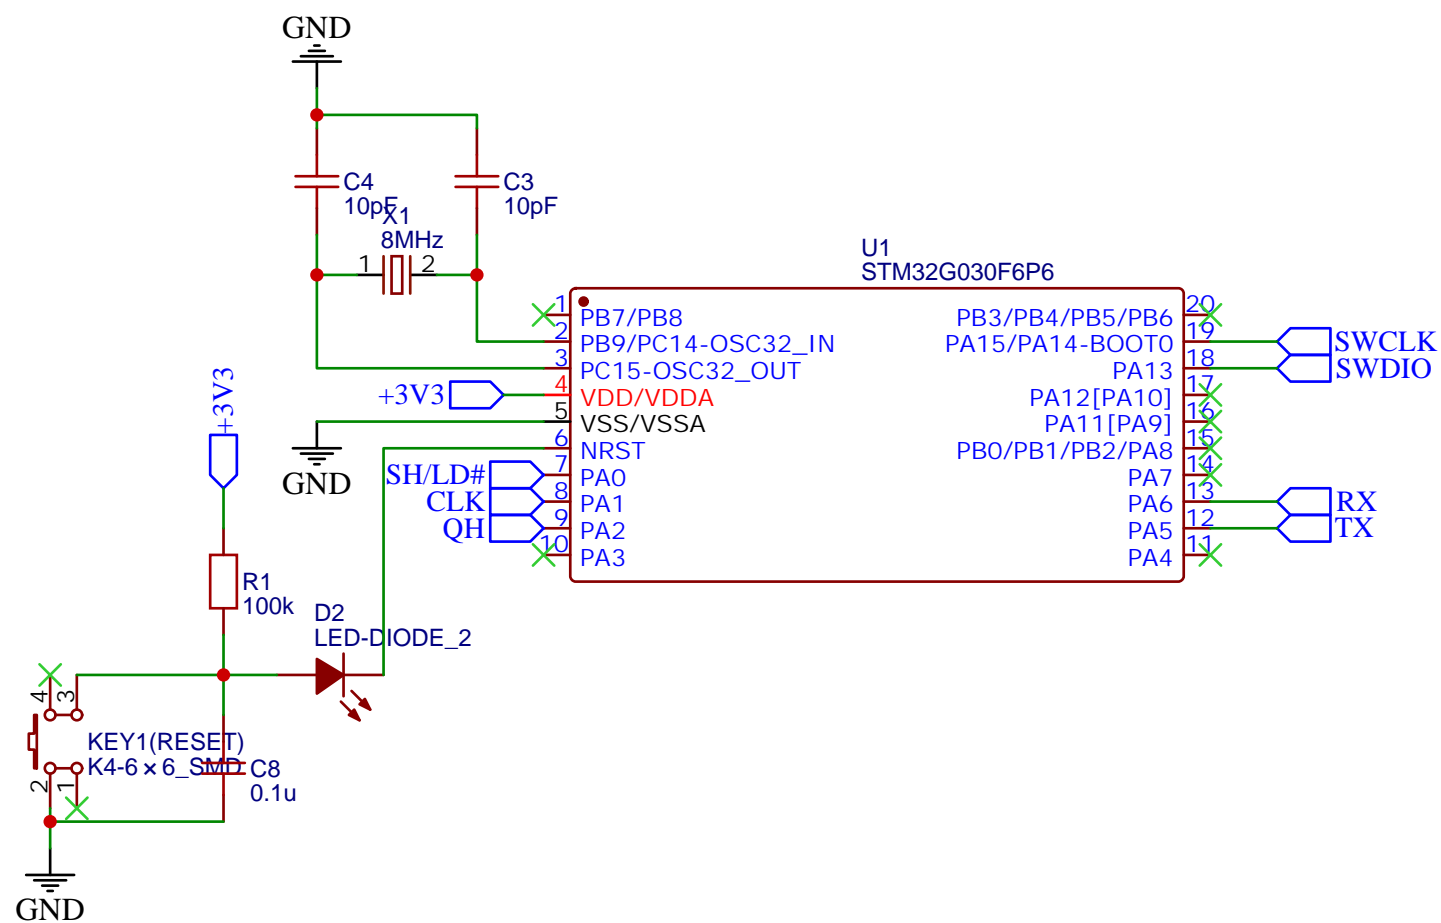 GND
C4
10pF
C3
10pF
X1
8MHz
1
2
U1
STM32G030F6P6
1
PB7/PB8
2
PB9/PC14-OSC32_IN
3
PC15-OSC32_OUT
4
VDD/VDDA
5
VSS/VSSA
6
NRST
7
PA0
8
PA1
9
PA2
10
PA3
20
PB3/PB4/PB5/PB6
19
PA15/PA14-BOOT0
18
PA13
17
PA12[PA10]
16
PA11[PA9]
15
PB0/PB1/PB2/PA8
14
PA7
13
PA6
12
PA5
11
PA4
SWCLK
SWDIO
RX
TX
+3V3
GND
SH/LD#
CLK
QH
+3V3
R1
100k
D2
LED-DIODE_2
4
3
KEY1(RESET)
K4-6×6_SMD
2
1
C8
0.1u
GND